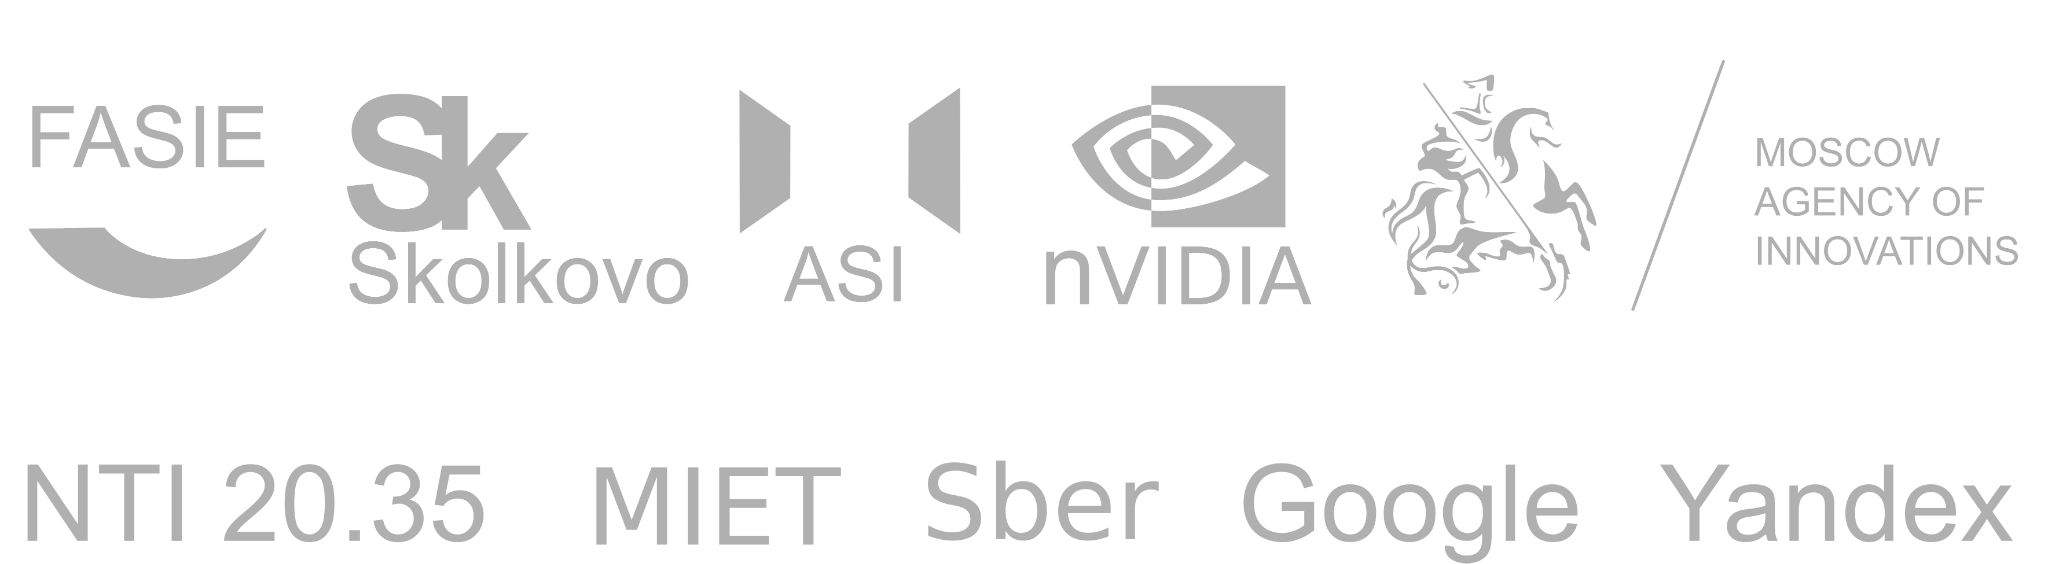 FASIE
Sk
Skolkovo
ASI
nVIDIA
MOSCOW
AGENCY OF
INNOVATIONS
NTI 20.35
MIET
Sber
Google
Yandex